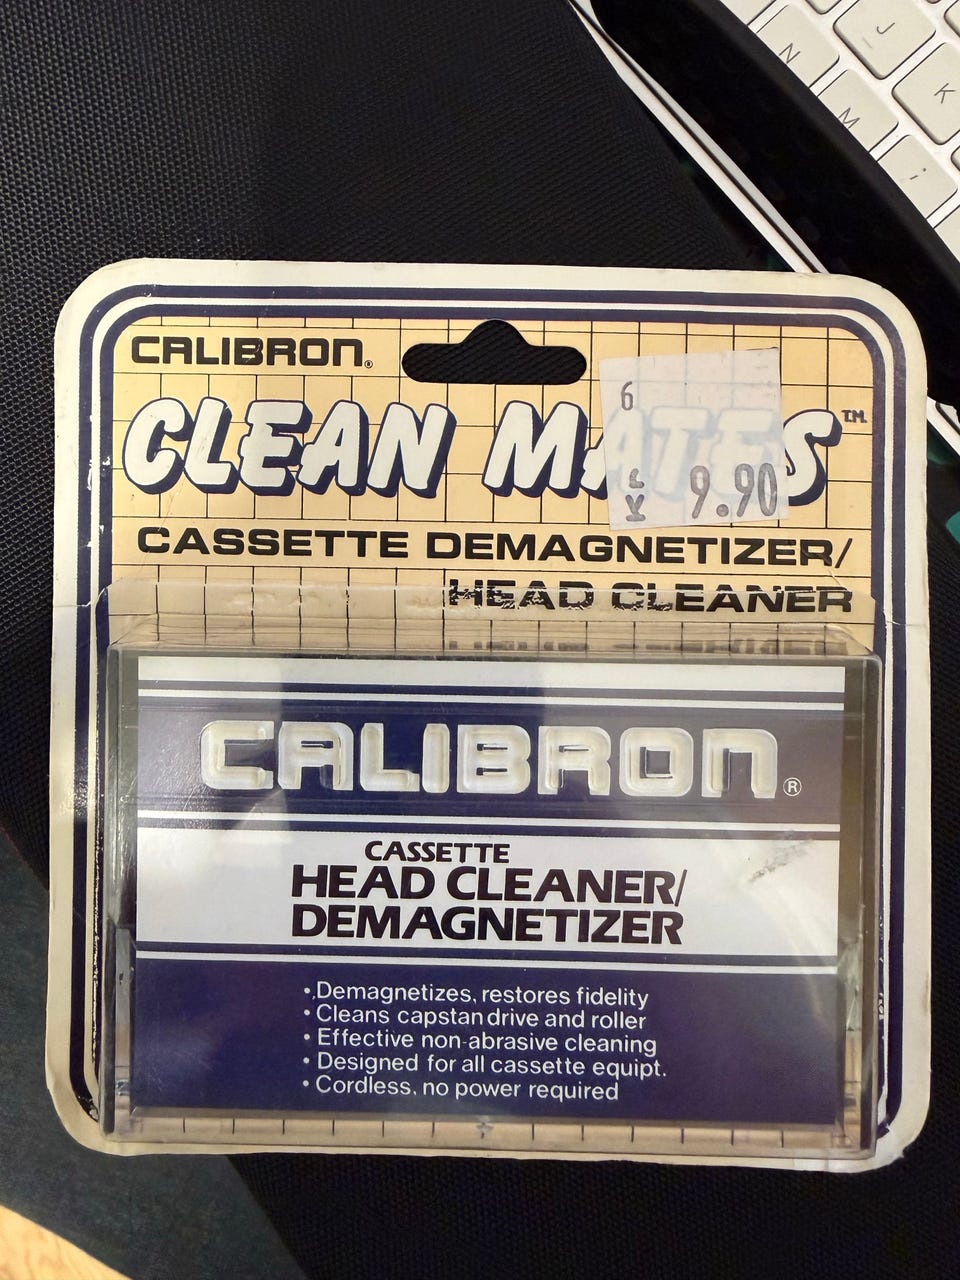 J
N
K
M
CALIBRON®
CLEAN MATES T.M.
6
9.90
CASSETTE DEMAGNETIZER/
HEAD CLEANER
CALIBRON®
CASSETTE
HEAD CLEANER/
DEMAGNETIZER
• Demagnetizes, restores fidelity
• Cleans capstan drive and roller
• Effective non-abrasive cleaning
• Designed for all cassette equipt.
• Cordless, no power required